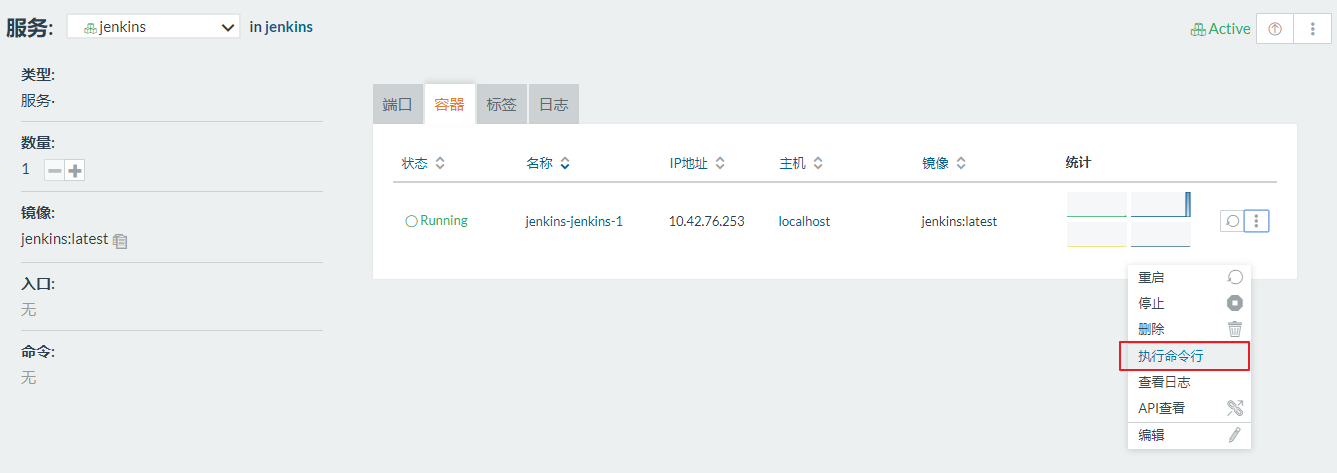 服务: jenkins in jenkins Active
类型:
服务·
数量:
1
镜像:
jenkins:latest
入口:
无
命令:
无
端口 容器 标签 日志
状态 名称 IP地址 主机 镜像 统计
Running jenkins-jenkins-1 10.42.76.253 localhost jenkins:latest
重启
停止
删除
执行命令行
查看日志
API查看
编辑